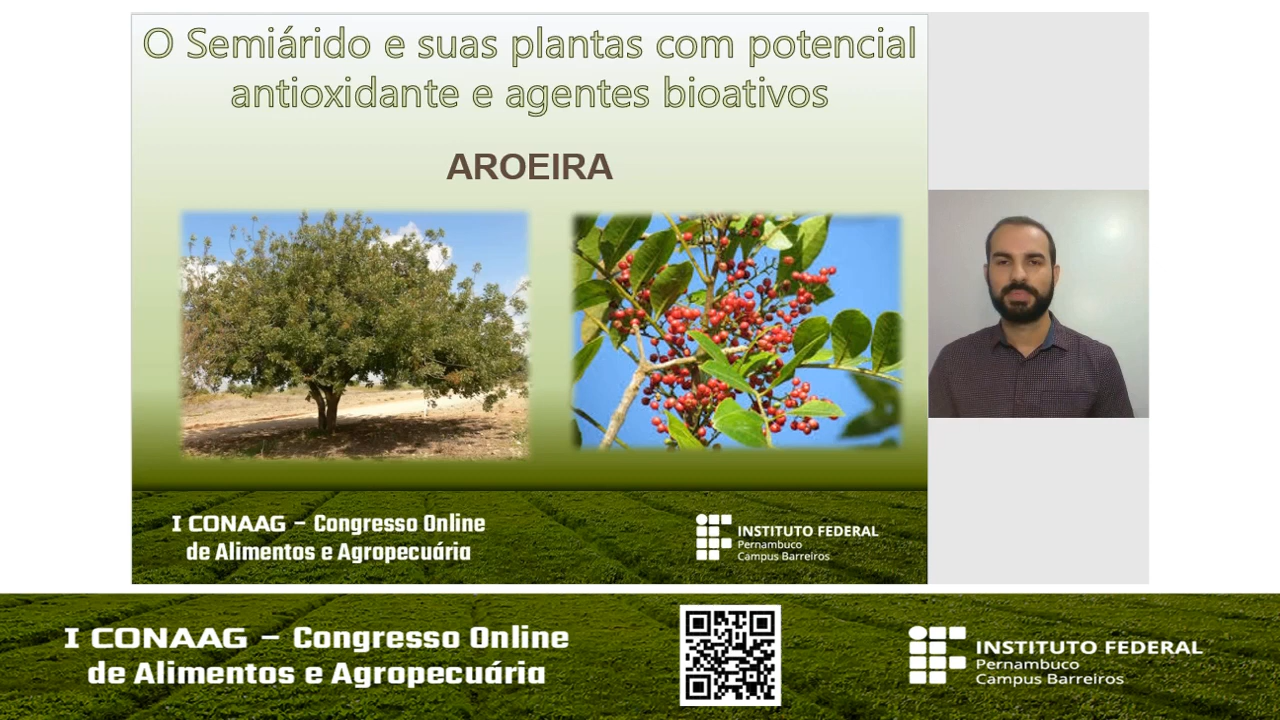 O Semiárido e suas plantas com potencial
antioxidante e agentes bioativos
AROEIRA
I CONAAG – Congresso Online
de Alimentos e Agropecuária
INSTITUTO FEDERAL
Pernambuco
Campus Barreiros
I CONAAG – Congresso Online
de Alimentos e Agropecuária
INSTITUTO FEDERAL
Pernambuco
Campus Barreiros